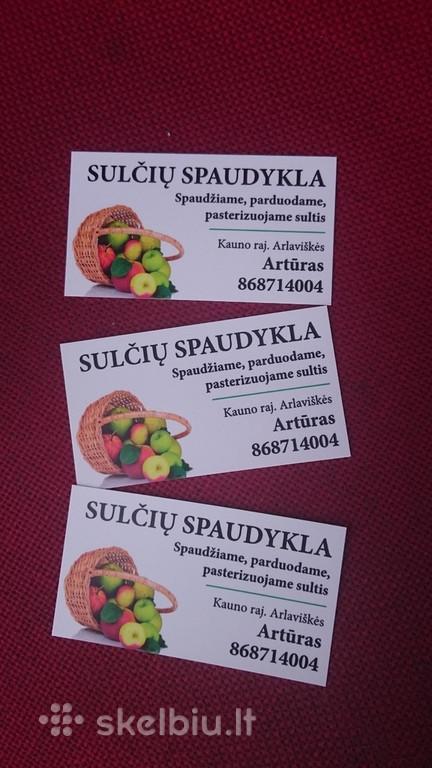 SULČIŲ SPAUDYKLA
Spaudžiame, parduodame,
pasterizuojame sultis
Kauno raj. Arlaviškės
Artūras
868714004
SULČIŲ SPAUDYKLA
Spaudžiame, parduodame,
pasterizuojame sultis
Kauno raj. Arlaviškės
Artūras
868714004
SULČIŲ SPAUDYKLA
Spaudžiame, parduodame,
pasterizuojame sultis
Kauno raj. Arlaviškės
Artūras
868714004
skelbiu.lt